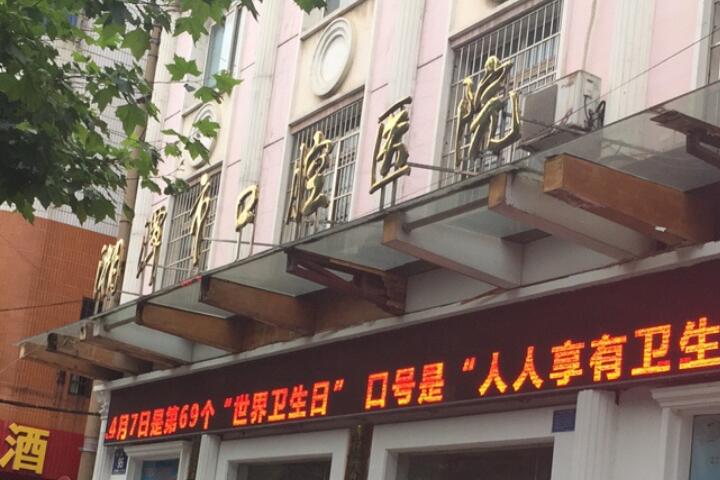 湘潭市口腔医院
4月7日是第69个“世界卫生日” 口号是“人人享有卫生
酒
95